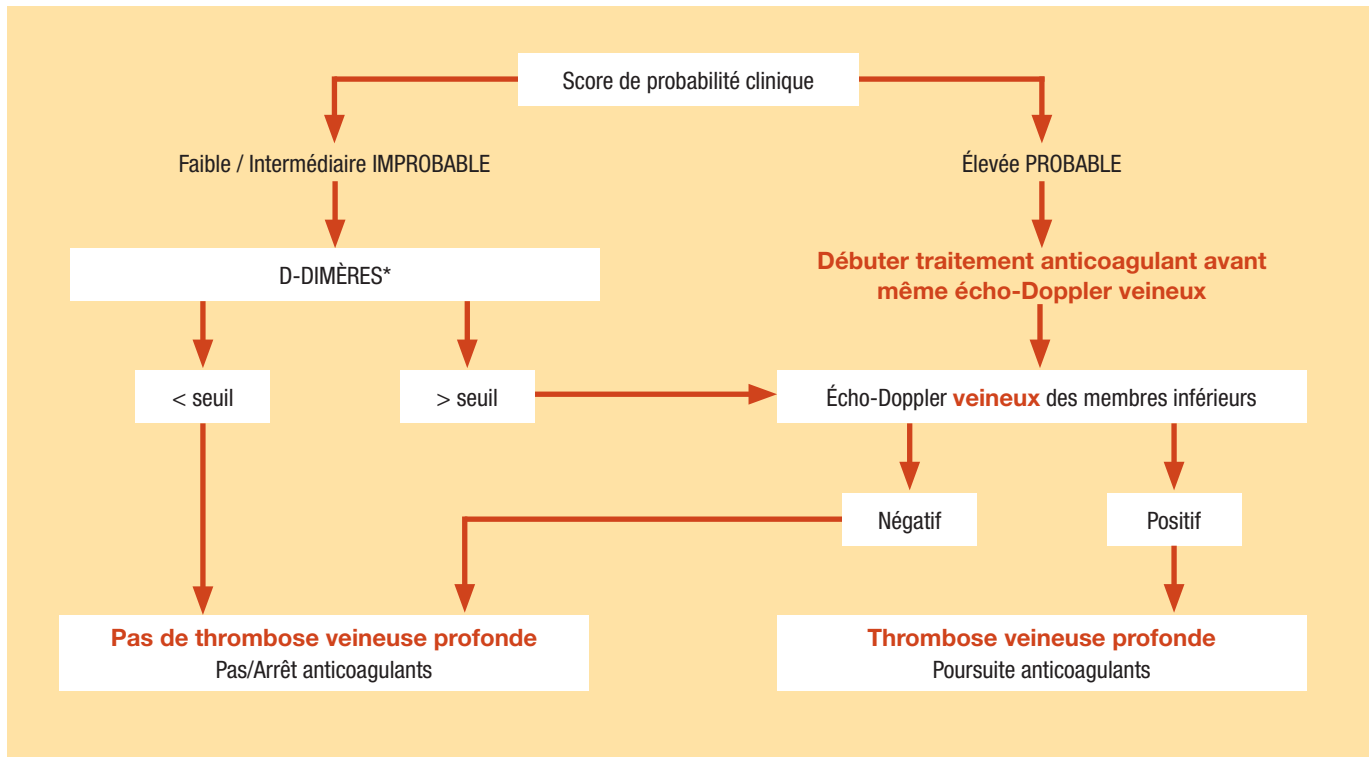 Score de probabilité clinique
Faible / Intermédiaire IMPROBABLE
Élevée PROBABLE
D-DIMÈRES*
Débuter traitement anticoagulant avant
même écho-Doppler veineux
< seuil
> seuil
Écho-Doppler veineux des membres inférieurs
Négatif
Positif
Pas de thrombose veineuse profonde
Pas/Arrêt anticoagulants
Thrombose veineuse profonde
Poursuite anticoagulants